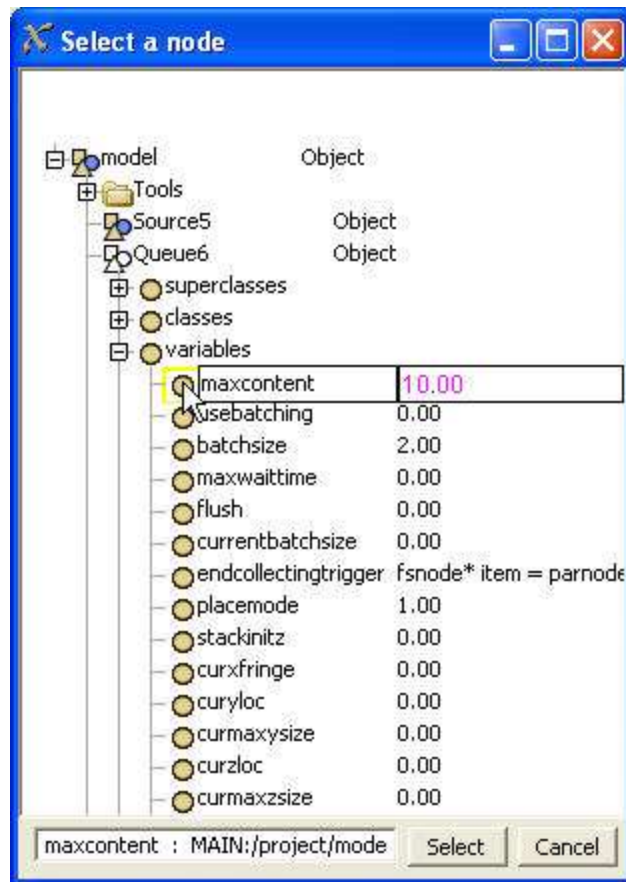 Select a node
model Object
Tools
Source5 Object
Queue6 Object
superclasses
classes
variables
maxcontent 10.00
usebatching 0.00
batchsize 2.00
maxwaittime 0.00
flush 0.00
currentbatchsize 0.00
endcollectingtrigger fsnode* item = parnode
placemode 1.00
stackinitz 0.00
curxfringe 0.00
curyloc 0.00
curmaxysize 0.00
curzloc 0.00
curmaxzsize 0.00
maxcontent : MAIN:/project/mode Select Cancel